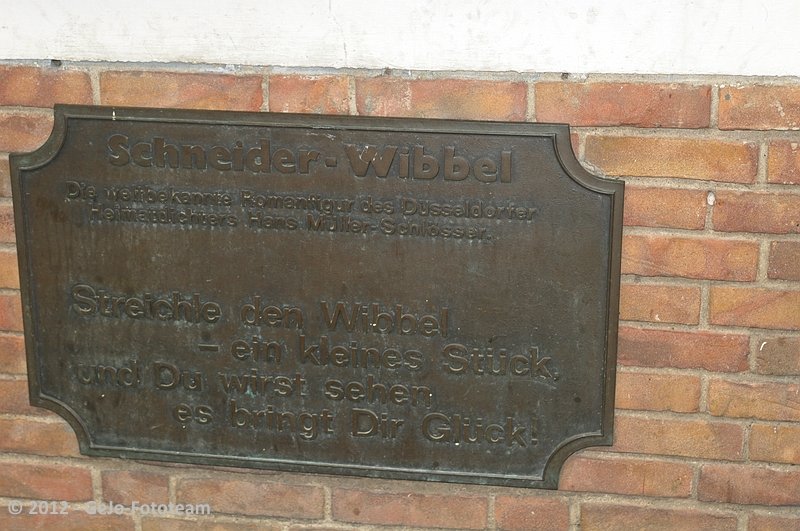 Schneider-Wibbel
Die weltbekannte Romanfigur des Düsseldorfer
Heimatdichters Hans Müller-Schlösser.
Streichle den Wibbel
- ein kleines Stück,
und Du wirst sehen
es bringt Dir Glück!
© 2012 - GeJo Fototeam